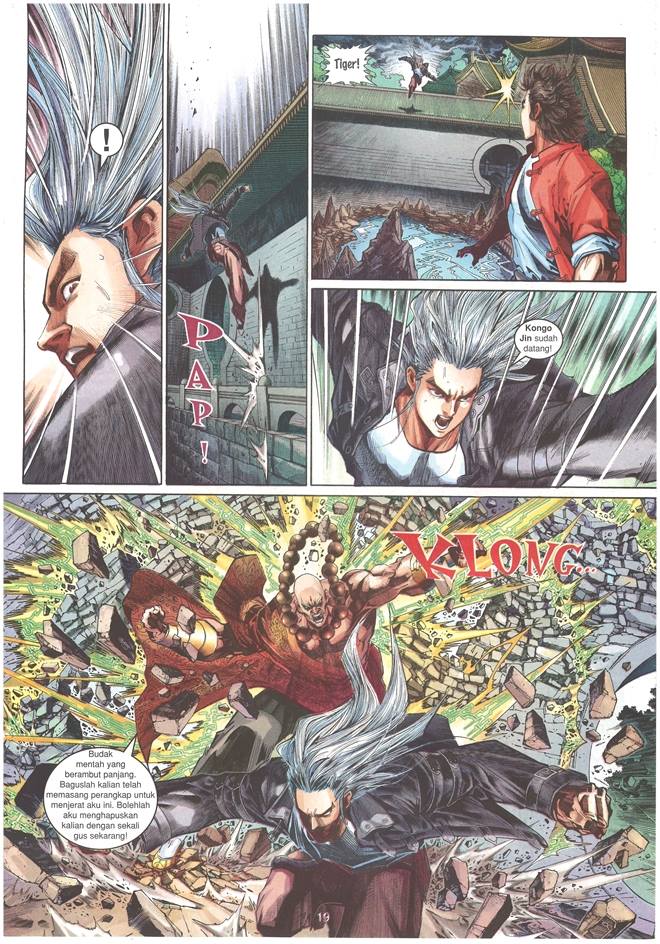 !
PAP!
Tiger!
Kongo
Jin sudah
datang!
KLONG...
Budak
mentah yang
berambut panjang.
Baguslah kalian telah
memasang perangkap untuk
menjerat aku ini. Bolehlah
aku menghapuskan
kalian dengan sekali
gus sekarang!
19